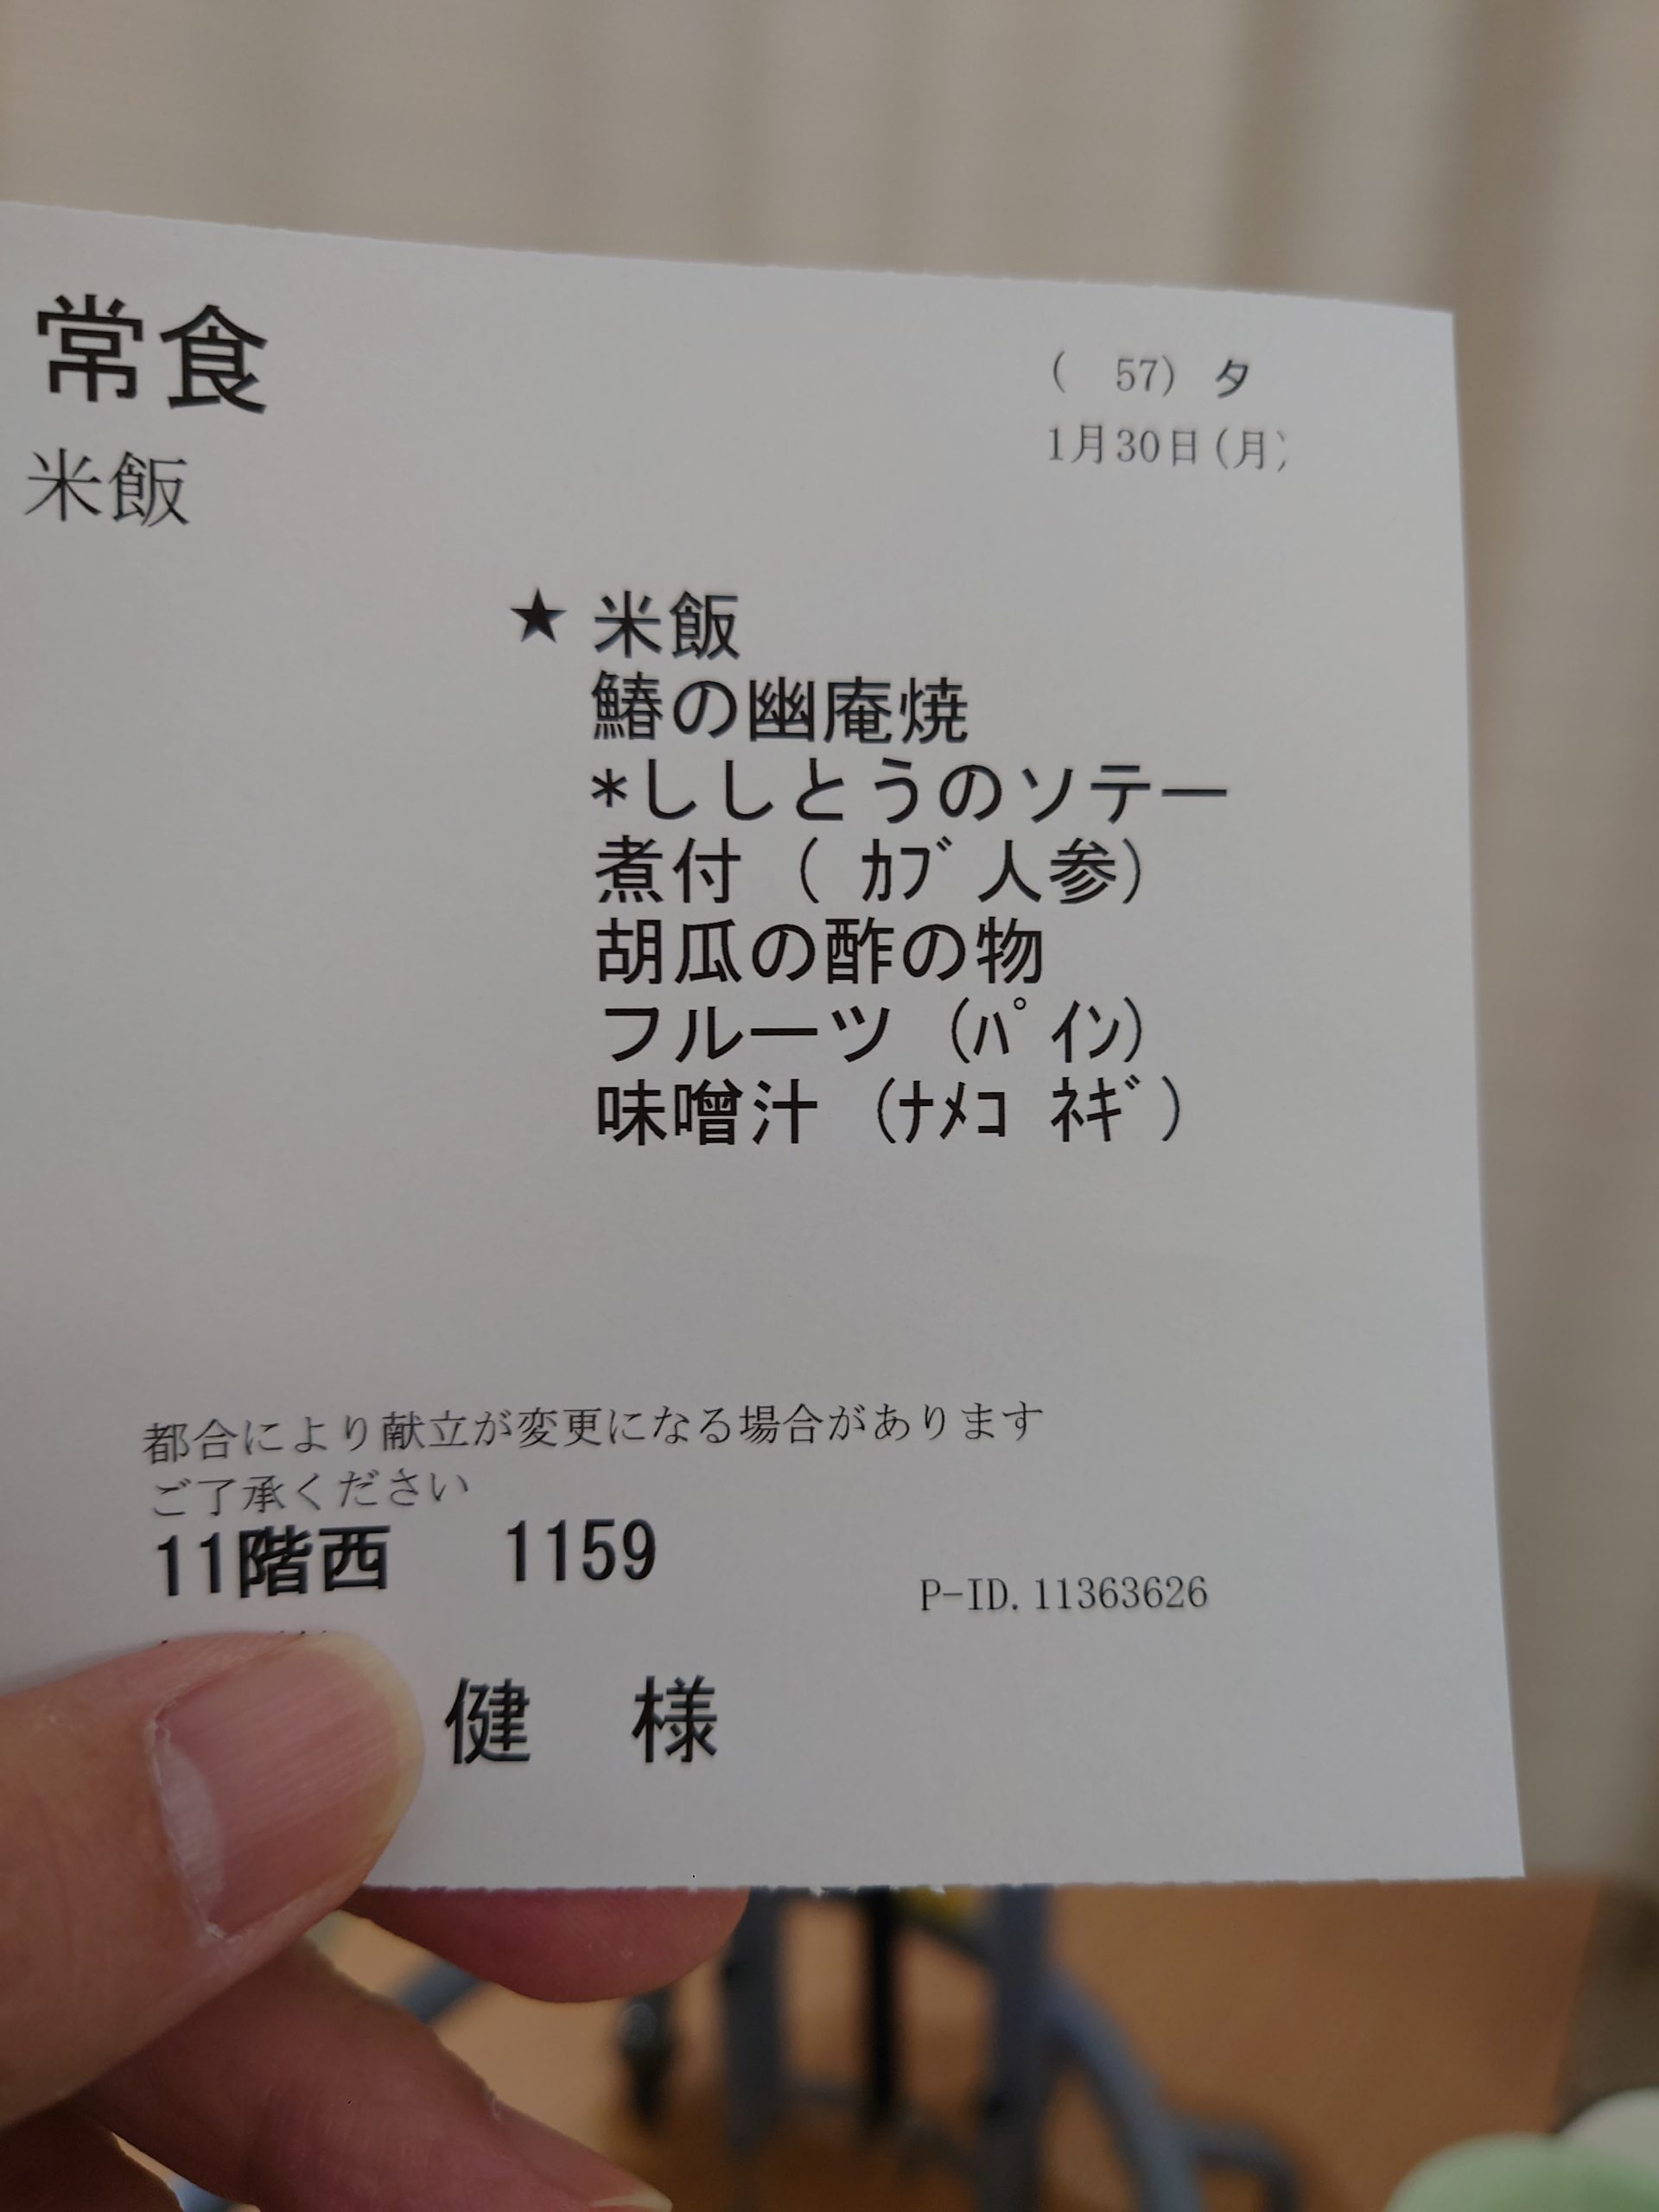 常食
( 57) 夕
1月30日(月)
米飯
★ 米飯
鰆の幽庵焼
*ししとうのソテー
煮付 ( ｶﾌﾞ 人参)
胡瓜の酢の物
フルーツ (ﾊﾟｲﾝ)
味噌汁 (ﾅﾒｺ ﾈｷﾞ)
都合により献立が変更になる場合があります
ご了承ください
11階西 1159
P-ID.11363626
健 様